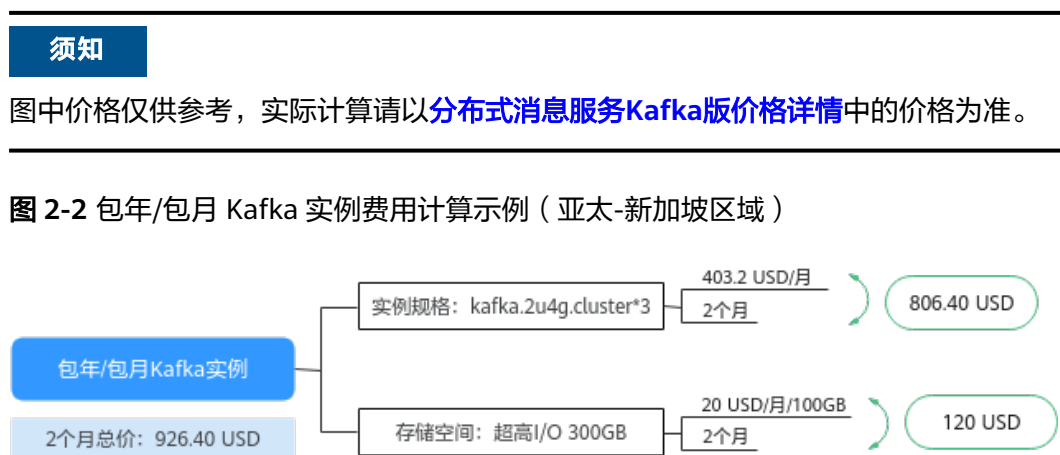 须知
图中价格仅供参考，实际计算请以分布式消息服务Kafka版价格详情中的价格为准。
图 2-2 包年/包月 Kafka 实例费用计算示例（亚太-新加坡区域）
403.2 USD/月
实例规格：kafka.2u4g.cluster*3
2个月
806.40 USD
包年/包月Kafka实例
2个月总价：926.40 USD
20 USD/月/100GB
存储空间：超高I/O 300GB
2个月
120 USD